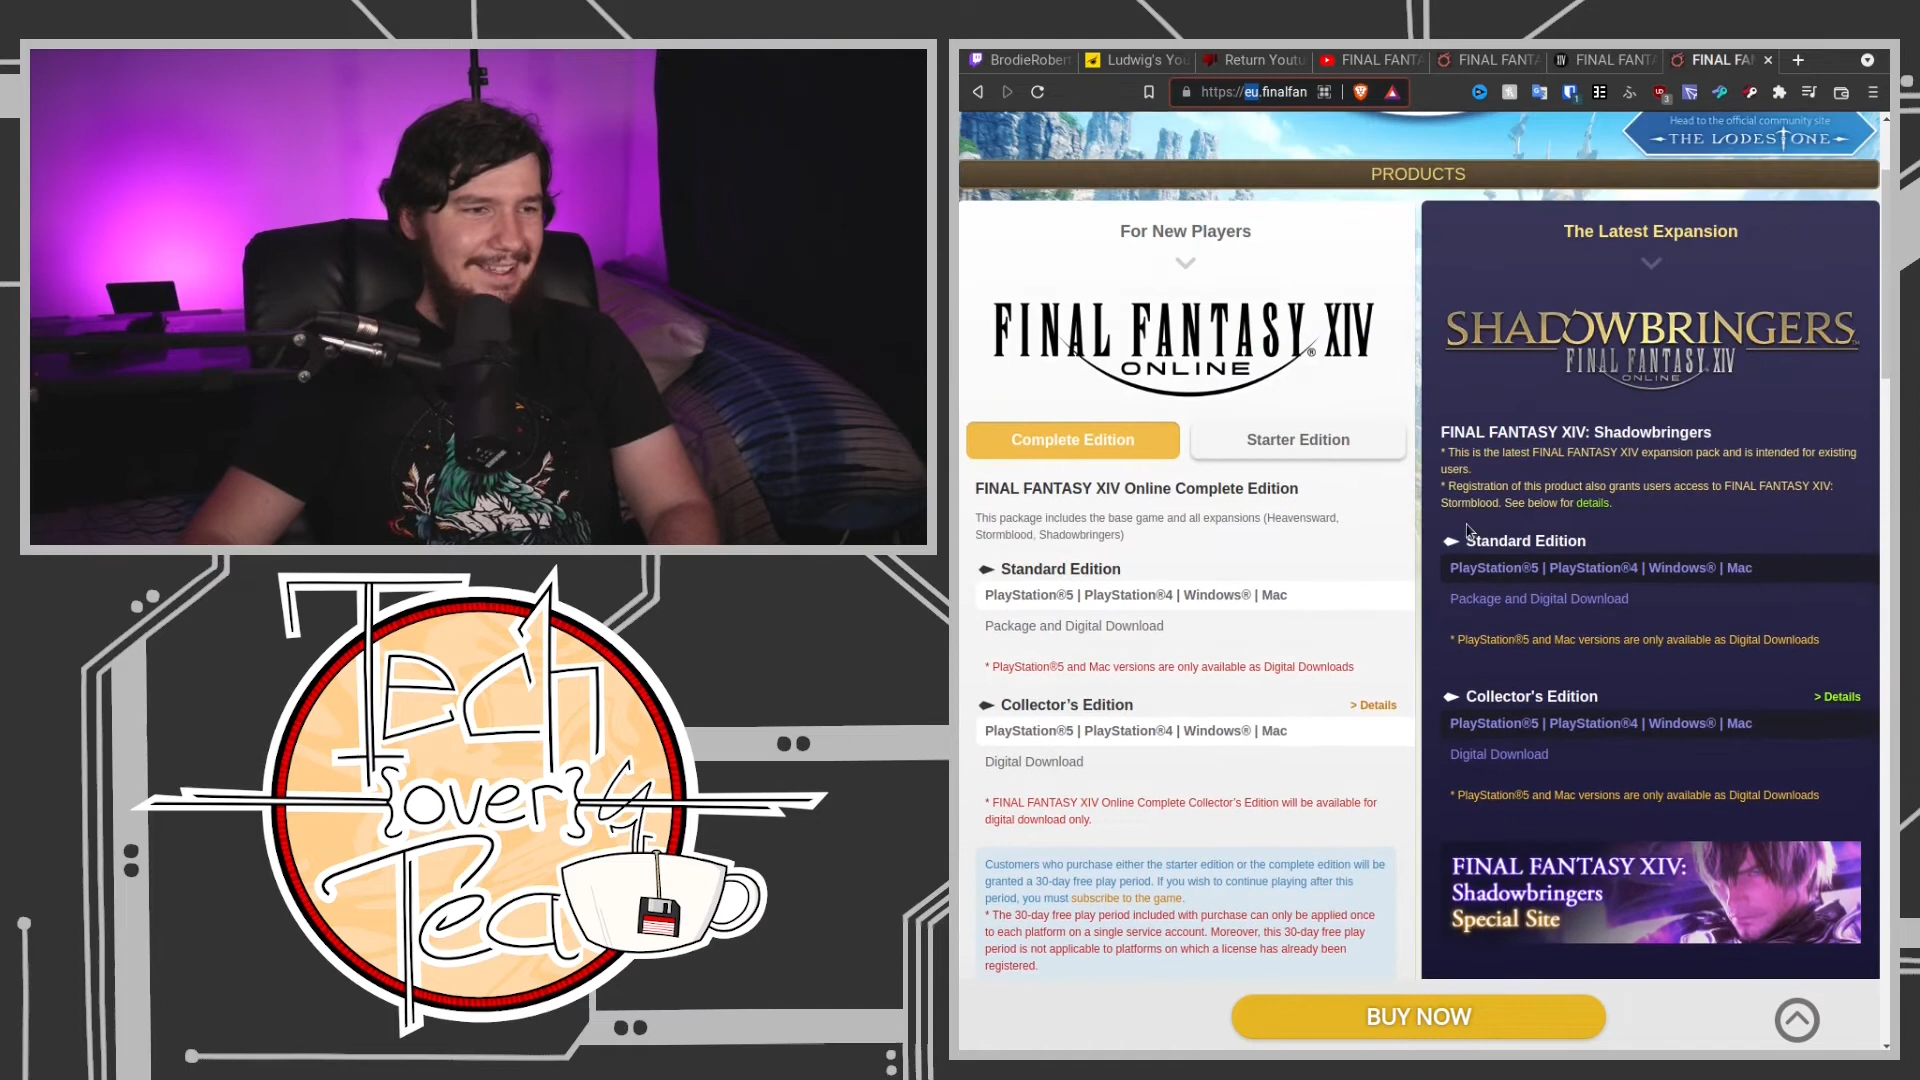 BrodieRobert
Ludwig's You
Return Youtu
FINAL FANTA
FINAL FANTA
FINAL FANTA
FINAL FAN
https://eu.finalfan
Head to the official community site
THE LODESTONE
PRODUCTS
For New Players
FINAL FANTASY XIV
ONLINE
Complete Edition
Starter Edition
FINAL FANTASY XIV Online Complete Edition
This package includes the base game and all expansions (Heavensward,
Stormblood, Shadowbringers)
Standard Edition
PlayStation®5 | PlayStation®4 | Windows® | Mac
Package and Digital Download
* PlayStation®5 and Mac versions are only available as Digital Downloads
Collector's Edition
> Details
PlayStation®5 | PlayStation®4 | Windows® | Mac
Digital Download
* FINAL FANTASY XIV Online Complete Collector's Edition will be available for
digital download only.
Customers who purchase either the starter edition or the complete edition will be
granted a 30-day free play period. If you wish to continue playing after this
period, you must subscribe to the game.
* The 30-day free play period included with purchase can only be applied once
to each platform on a single service account. Moreover, this 30-day free play
period is not applicable to platforms on which a license has already been
registered.
The Latest Expansion
SHADOWBRINGERS™
FINAL FANTASY XIV
ONLINE
FINAL FANTASY XIV: Shadowbringers
* This is the latest FINAL FANTASY XIV expansion pack and is intended for existing
users.
* Registration of this product also grants users access to FINAL FANTASY XIV:
Stormblood. See below for details.
Standard Edition
PlayStation®5 | PlayStation®4 | Windows® | Mac
Package and Digital Download
* PlayStation®5 and Mac versions are only available as Digital Downloads
Collector's Edition
> Details
PlayStation®5 | PlayStation®4 | Windows® | Mac
Digital Download
* PlayStation®5 and Mac versions are only available as Digital Downloads
FINAL FANTASY XIV:
Shadowbringers
Special Site
BUY NOW
Tech
Over
Tea